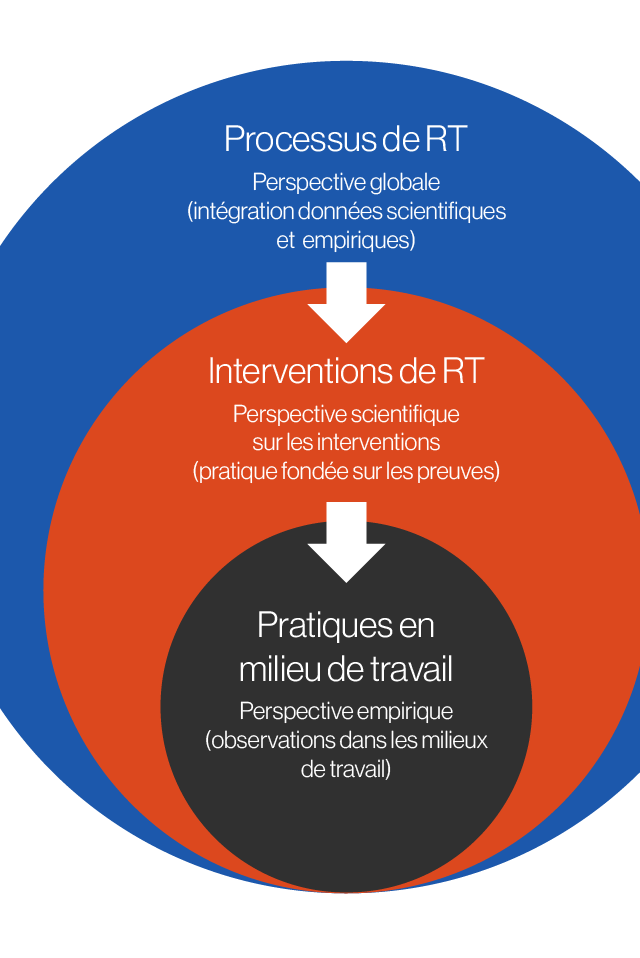 Processus de RT
Perspective globale
(intégration données scientifiques
et empiriques)
Interventions de RT
Perspective scientifique
sur les interventions
(pratique fondée sur les preuves)
Pratiques en
milieu de travail
Perspective empirique
(observations dans les milieux
de travail)